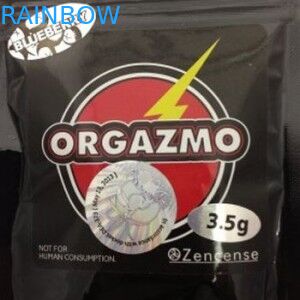 RAINBOW
BLUEBERRY
ORGAZMO
3.5g
NOT FOR
HUMAN CONSUMPTION.
Zencense